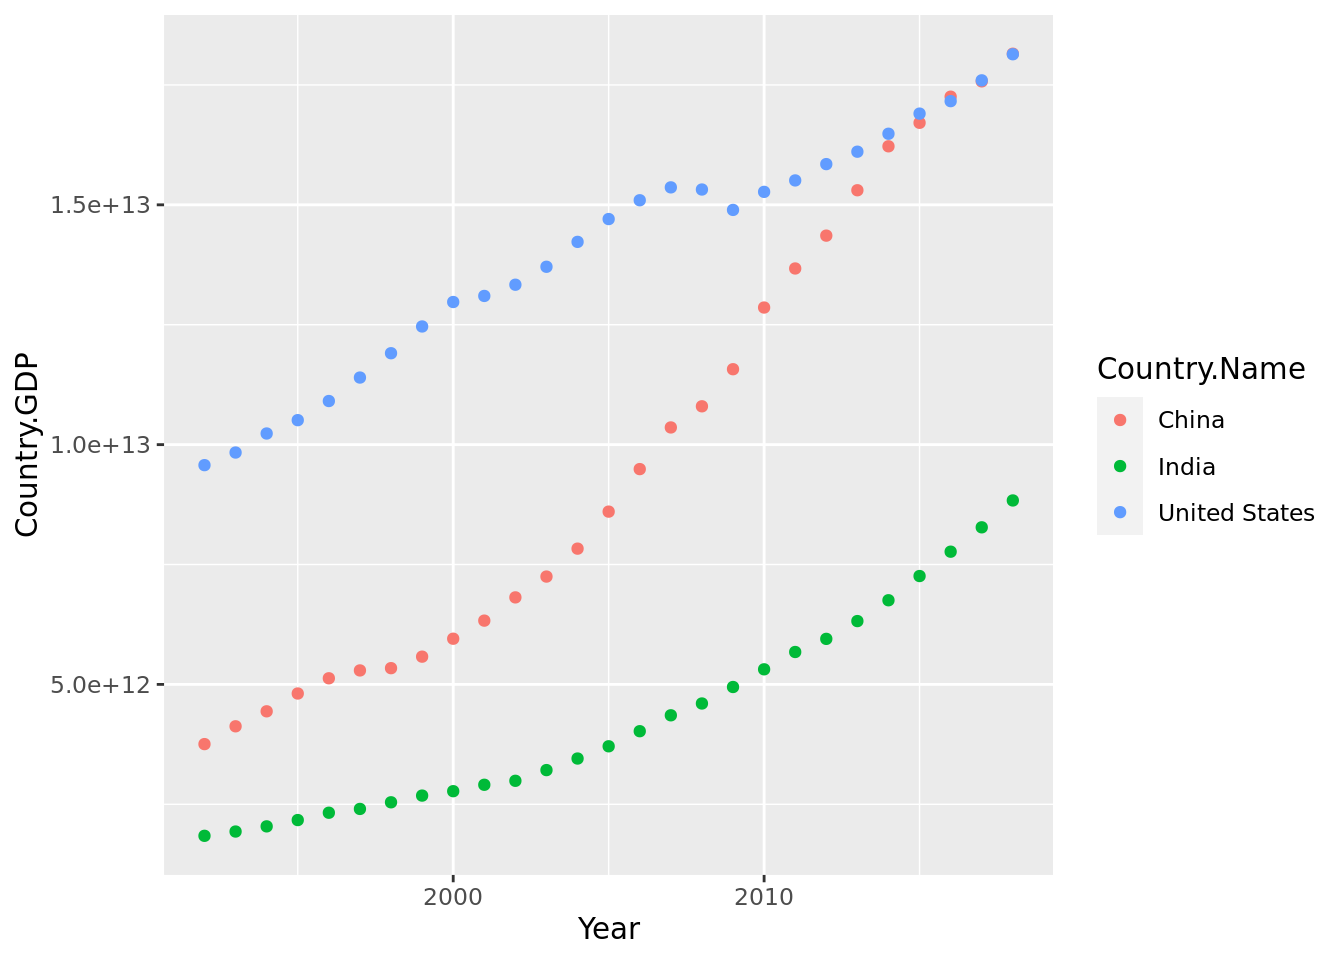 Country.GDP
1.5e+13
1.0e+13
5.0e+12
2000
2010
Year
Country.Name
China
India
United States